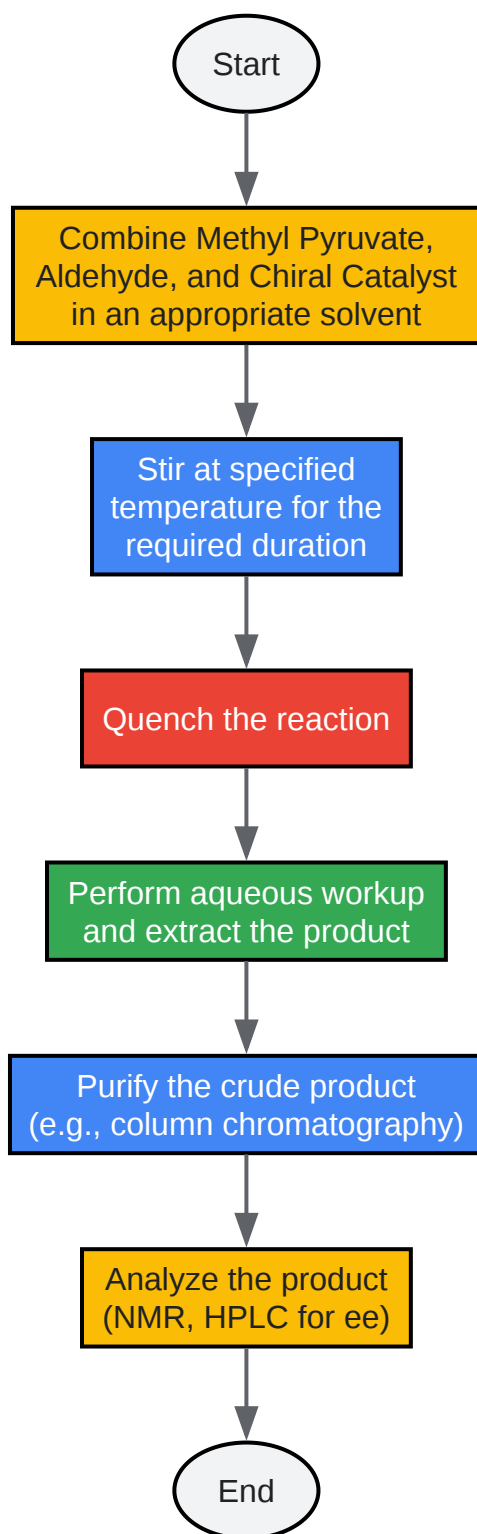 Start
Combine Methyl Pyruvate,
Aldehyde, and Chiral Catalyst
in an appropriate solvent
Stir at specified
temperature for the
required duration
Quench the reaction
Perform aqueous workup
and extract the product
Purify the crude product
(e.g., column chromatography)
Analyze the product
(NMR, HPLC for ee)
End